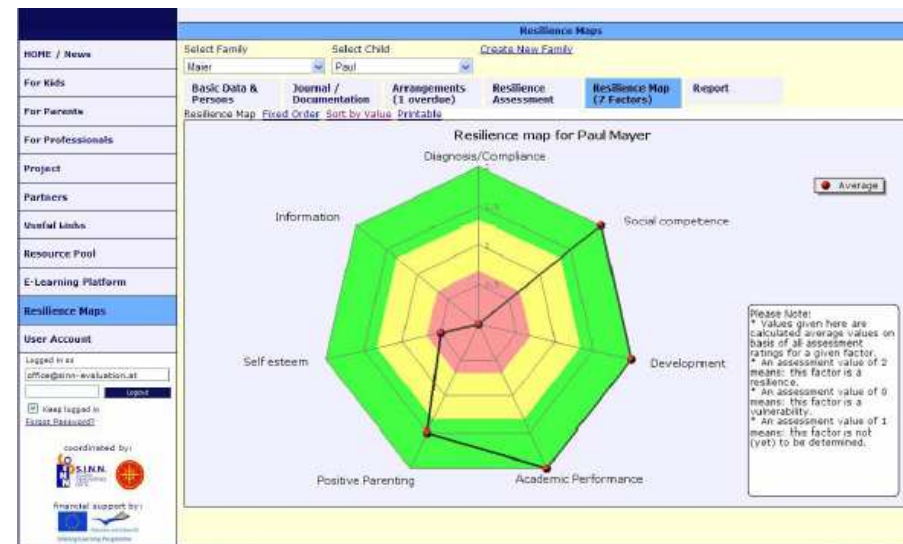 Resilience Maps
HOME / News
For Kids
For Parents
For Professionals
Project
Partners
Useful Links
Resource Pool
E-Learning Platform
Resilience Maps
User Account
Logged in as
office@sinn-evaluation.at
Logout
Keep logged in
Forgot Password?
coordinated by:
S.I.N.N.
financial support by:
Select Family
Select Child
Create New Family
Maier
Paul
Basic Data & Persons
Journal / Documentation
Arrangements (1 overdue)
Resilience Assessment
Resilience Map (7 Factors)
Report
Resilience Map Fixed Order Sort by Value Printable
Resilience map for Paul Mayer
Diagnosis/Compliance
Average
Information
Social competence
Self esteem
Development
Positive Parenting
Academic Performance
Please Note:
* Values given here are
calculated average values on
basis of all assessment
ratings for a given factor.
* An assessment value of 2
means: this factor is a
resilience.
* An assessment value of 0
means: this factor is a
vulnerability.
* An assessment value of 1
means: this factor is not
(yet) to be determined.